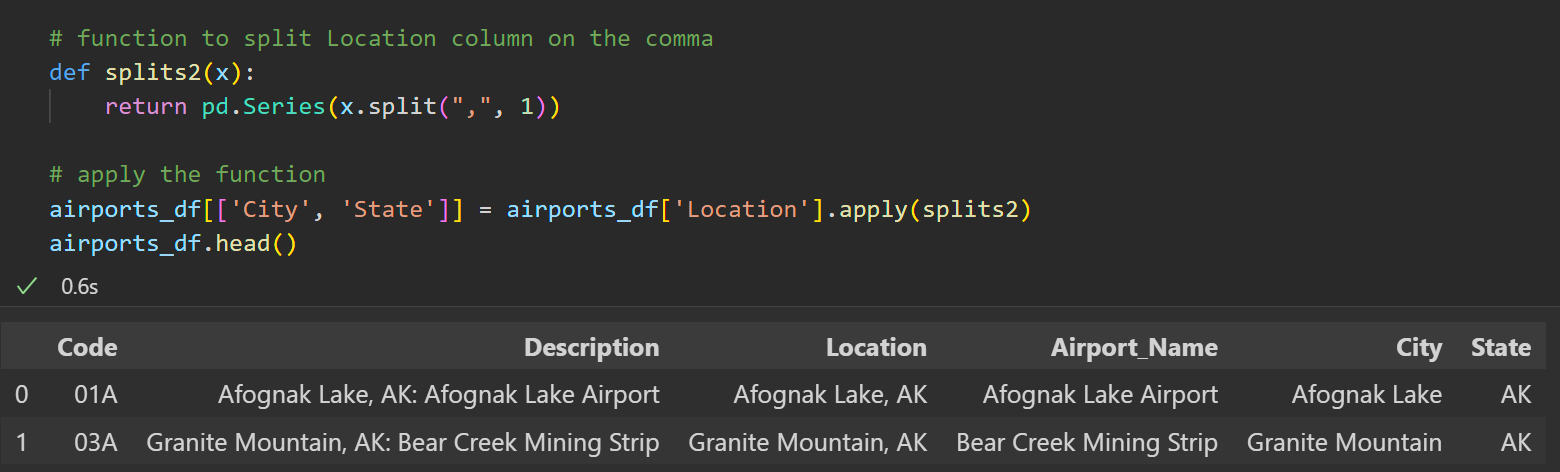 # function to split Location column on the comma
def splits2(x):
    return pd.Series(x.split(",", 1))
# apply the function
airports_df[['City', 'State']] = airports_df['Location'].apply(splits2)
airports_df.head()
0.6s
Code Description Location Airport_Name City State
0 01A Afognak Lake, AK: Afognak Lake Airport Afognak Lake, AK Afognak Lake Airport Afognak Lake AK
1 03A Granite Mountain, AK: Bear Creek Mining Strip Granite Mountain, AK Bear Creek Mining Strip Granite Mountain AK